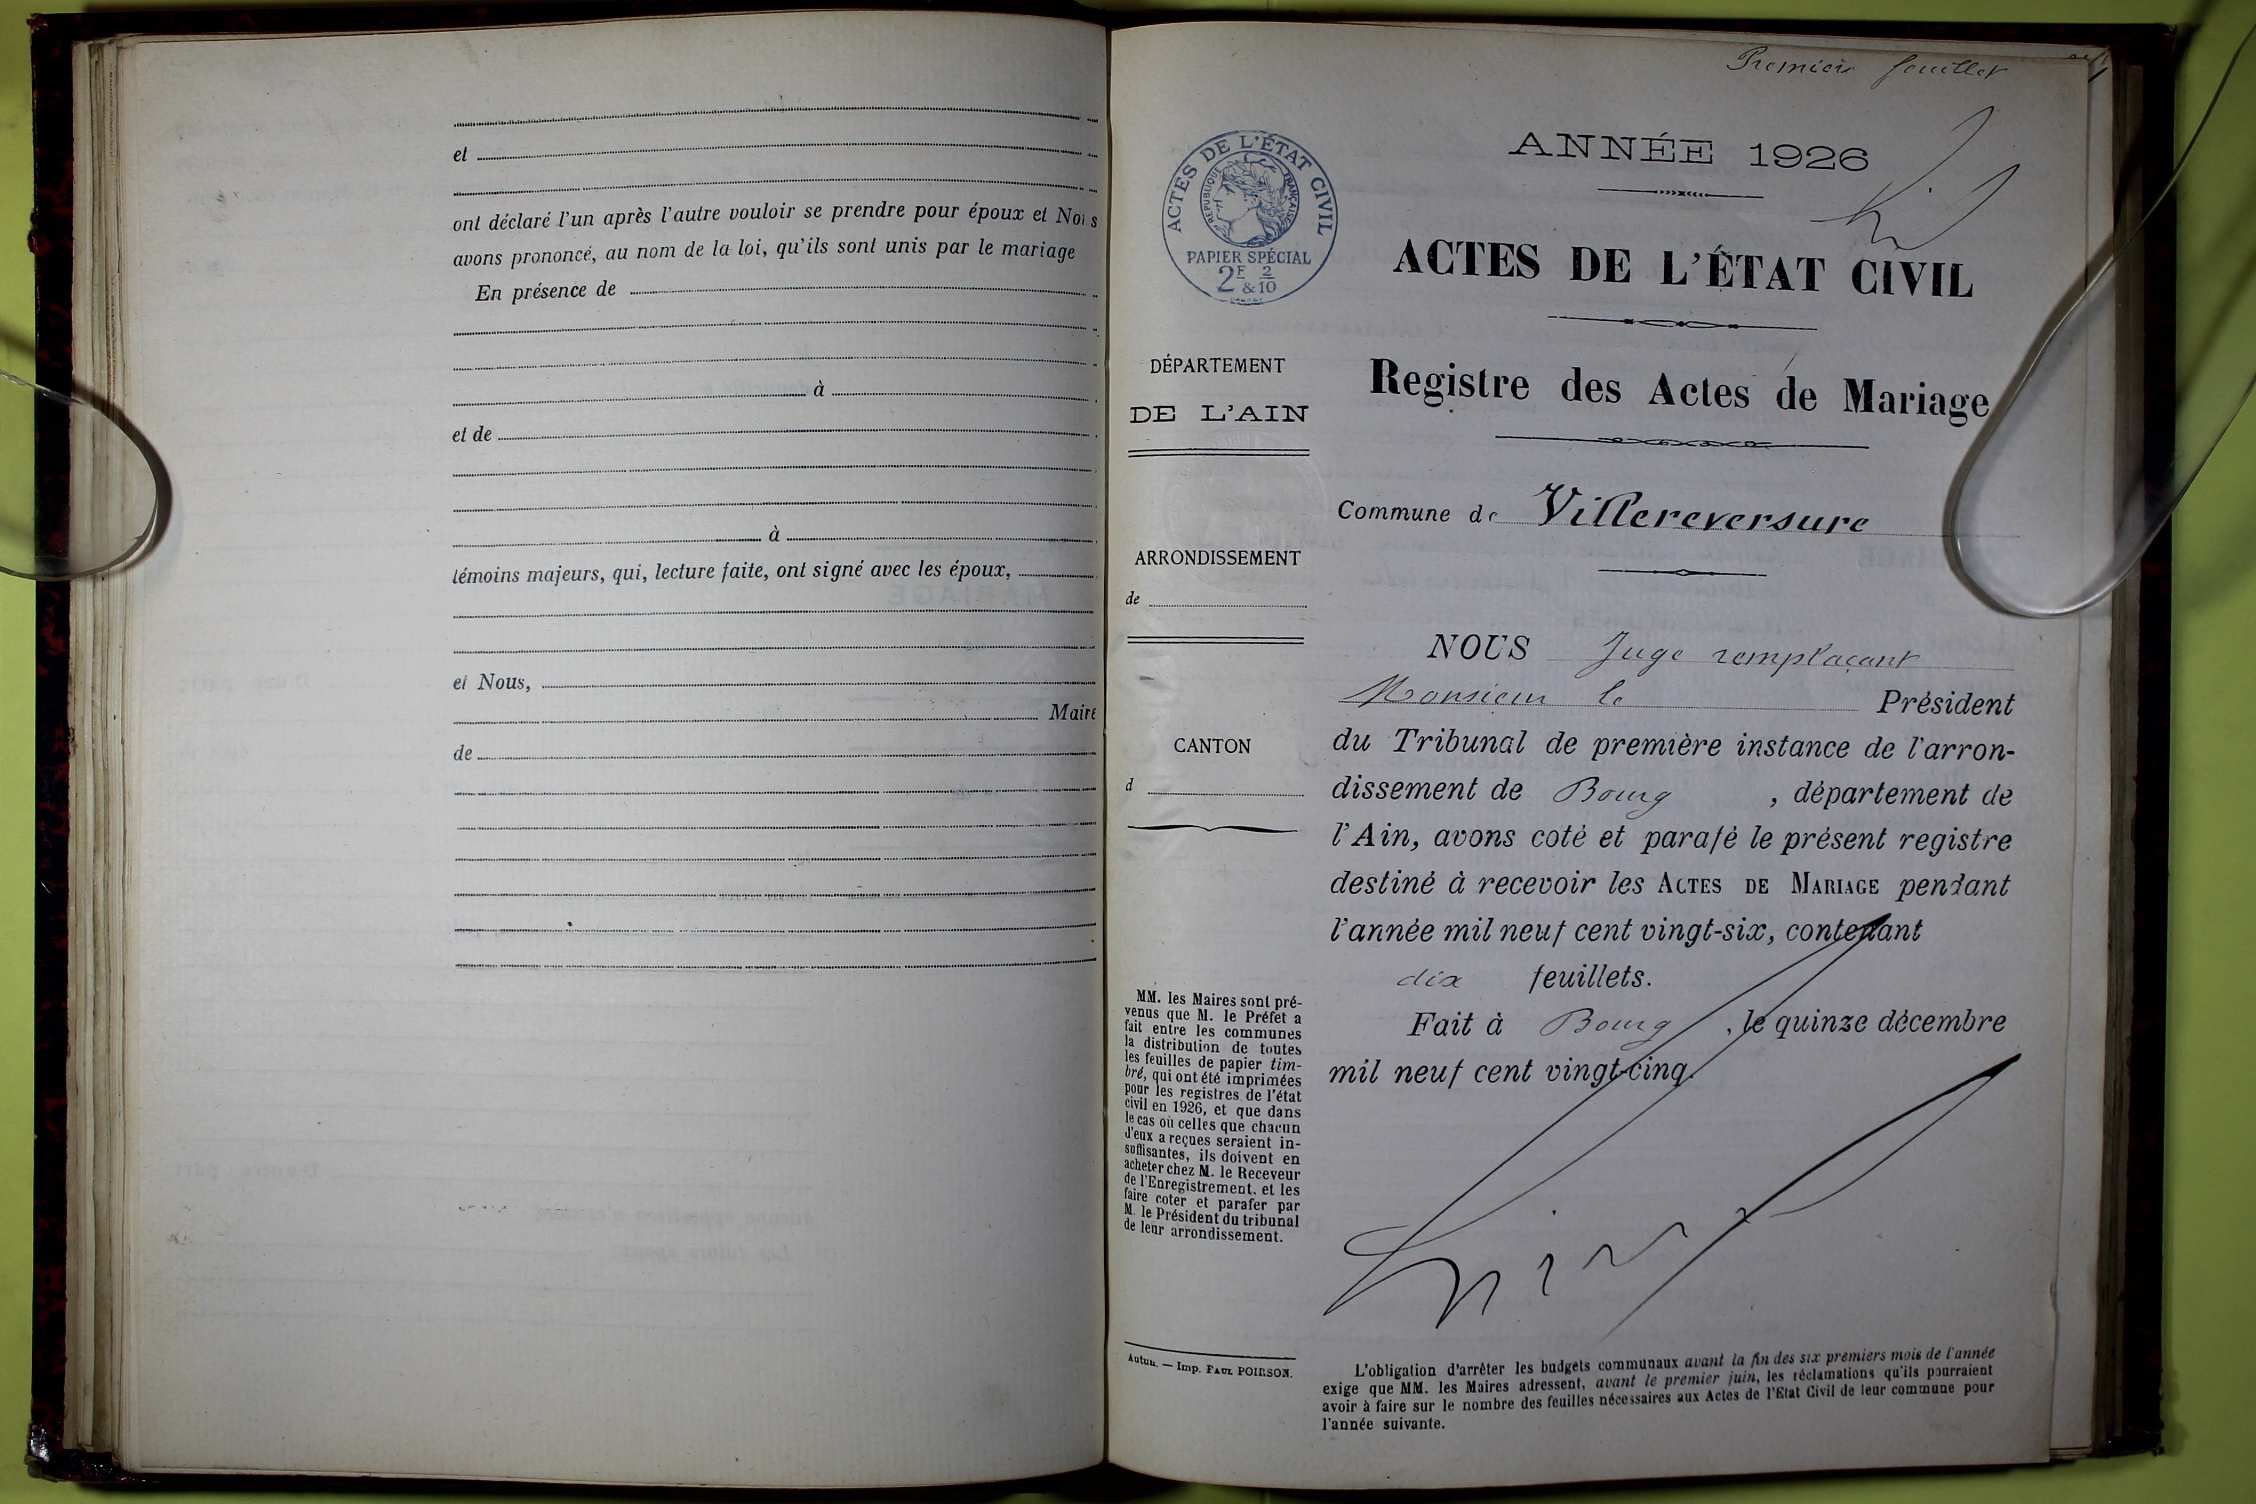 et
ont déclaré l'un après l'autre vouloir se prendre pour époux et Nous
avons prononcé, au nom de la loi, qu'ils sont unis par le mariage
En présence de
à
et de
à
témoins majeurs, qui, lecture faite, ont signé avec les époux,
et Nous,
Maire
de
Premier feuillet
ANNÉE 1926
ACTES DE L'ÉTAT CIVIL
RÉPUBLIQUE FRANÇAISE
PAPIER SPÉCIAL
2F 2/10
&
ACTES DE L'ÉTAT CIVIL
DÉPARTEMENT
DE L'AIN
Registre des Actes de Mariage
Commune de Villereversure
ARRONDISSEMENT
de
CANTON
d
NOUS Juge remplaçant
Monsieur le Président
du Tribunal de première instance de l'arron-
dissement de Bourg, département de
l'Ain, avons coté et parafé le présent registre
destiné à recevoir les ACTES DE MARIAGE pendant
l'année mil neuf cent vingt-six, contenant
dix feuillets.
Fait à Bourg, le quinze décembre
mil neuf cent vingt-cinq.
MM. les Maires sont pré-
venus que M. le Préfet a
fait entre les communes
la distribution de toutes
les feuilles de papier tim-
bré, qui ont été imprimées
pour les registres de l'état
civil en 1926, et que dans
le cas où celles que chacun
d'eux a reçues seraient in-
suffisantes, ils doivent en
acheter chez M. le Receveur
de l'Enregistrement. et les
faire coter et parafer par
M. le Président du tribunal
de leur arrondissement.
Autun. — Imp. PAUL POIRSON.
L'obligation d'arrêter les budgets communaux avant la fin des six premiers mois de l'année
exige que MM. les Maires adressent, avant le premier juin, les réclamations qu'ils pourraient
avoir à faire sur le nombre des feuilles nécessaires aux Actes de l'Etat Civil de leur commune pour
l'année suivante.